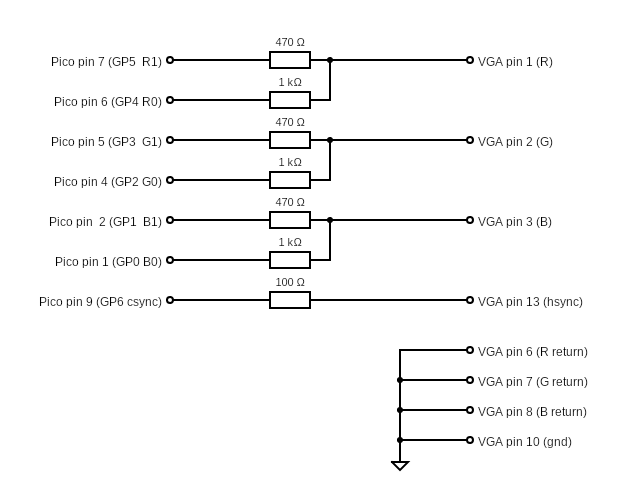 470 Ω
Pico pin 7 (GP5  R1)
VGA pin 1 (R)
1 kΩ
Pico pin 6 (GP4 R0)
470 Ω
Pico pin 5 (GP3  G1)
VGA pin 2 (G)
1 kΩ
Pico pin 4 (GP2 G0)
470 Ω
Pico pin  2 (GP1  B1)
VGA pin 3 (B)
1 kΩ
Pico pin 1 (GP0 B0)
100 Ω
Pico pin 9 (GP6 csync)
VGA pin 13 (hsync)
VGA pin 6 (R return)
VGA pin 7 (G return)
VGA pin 8 (B return)
VGA pin 10 (gnd)